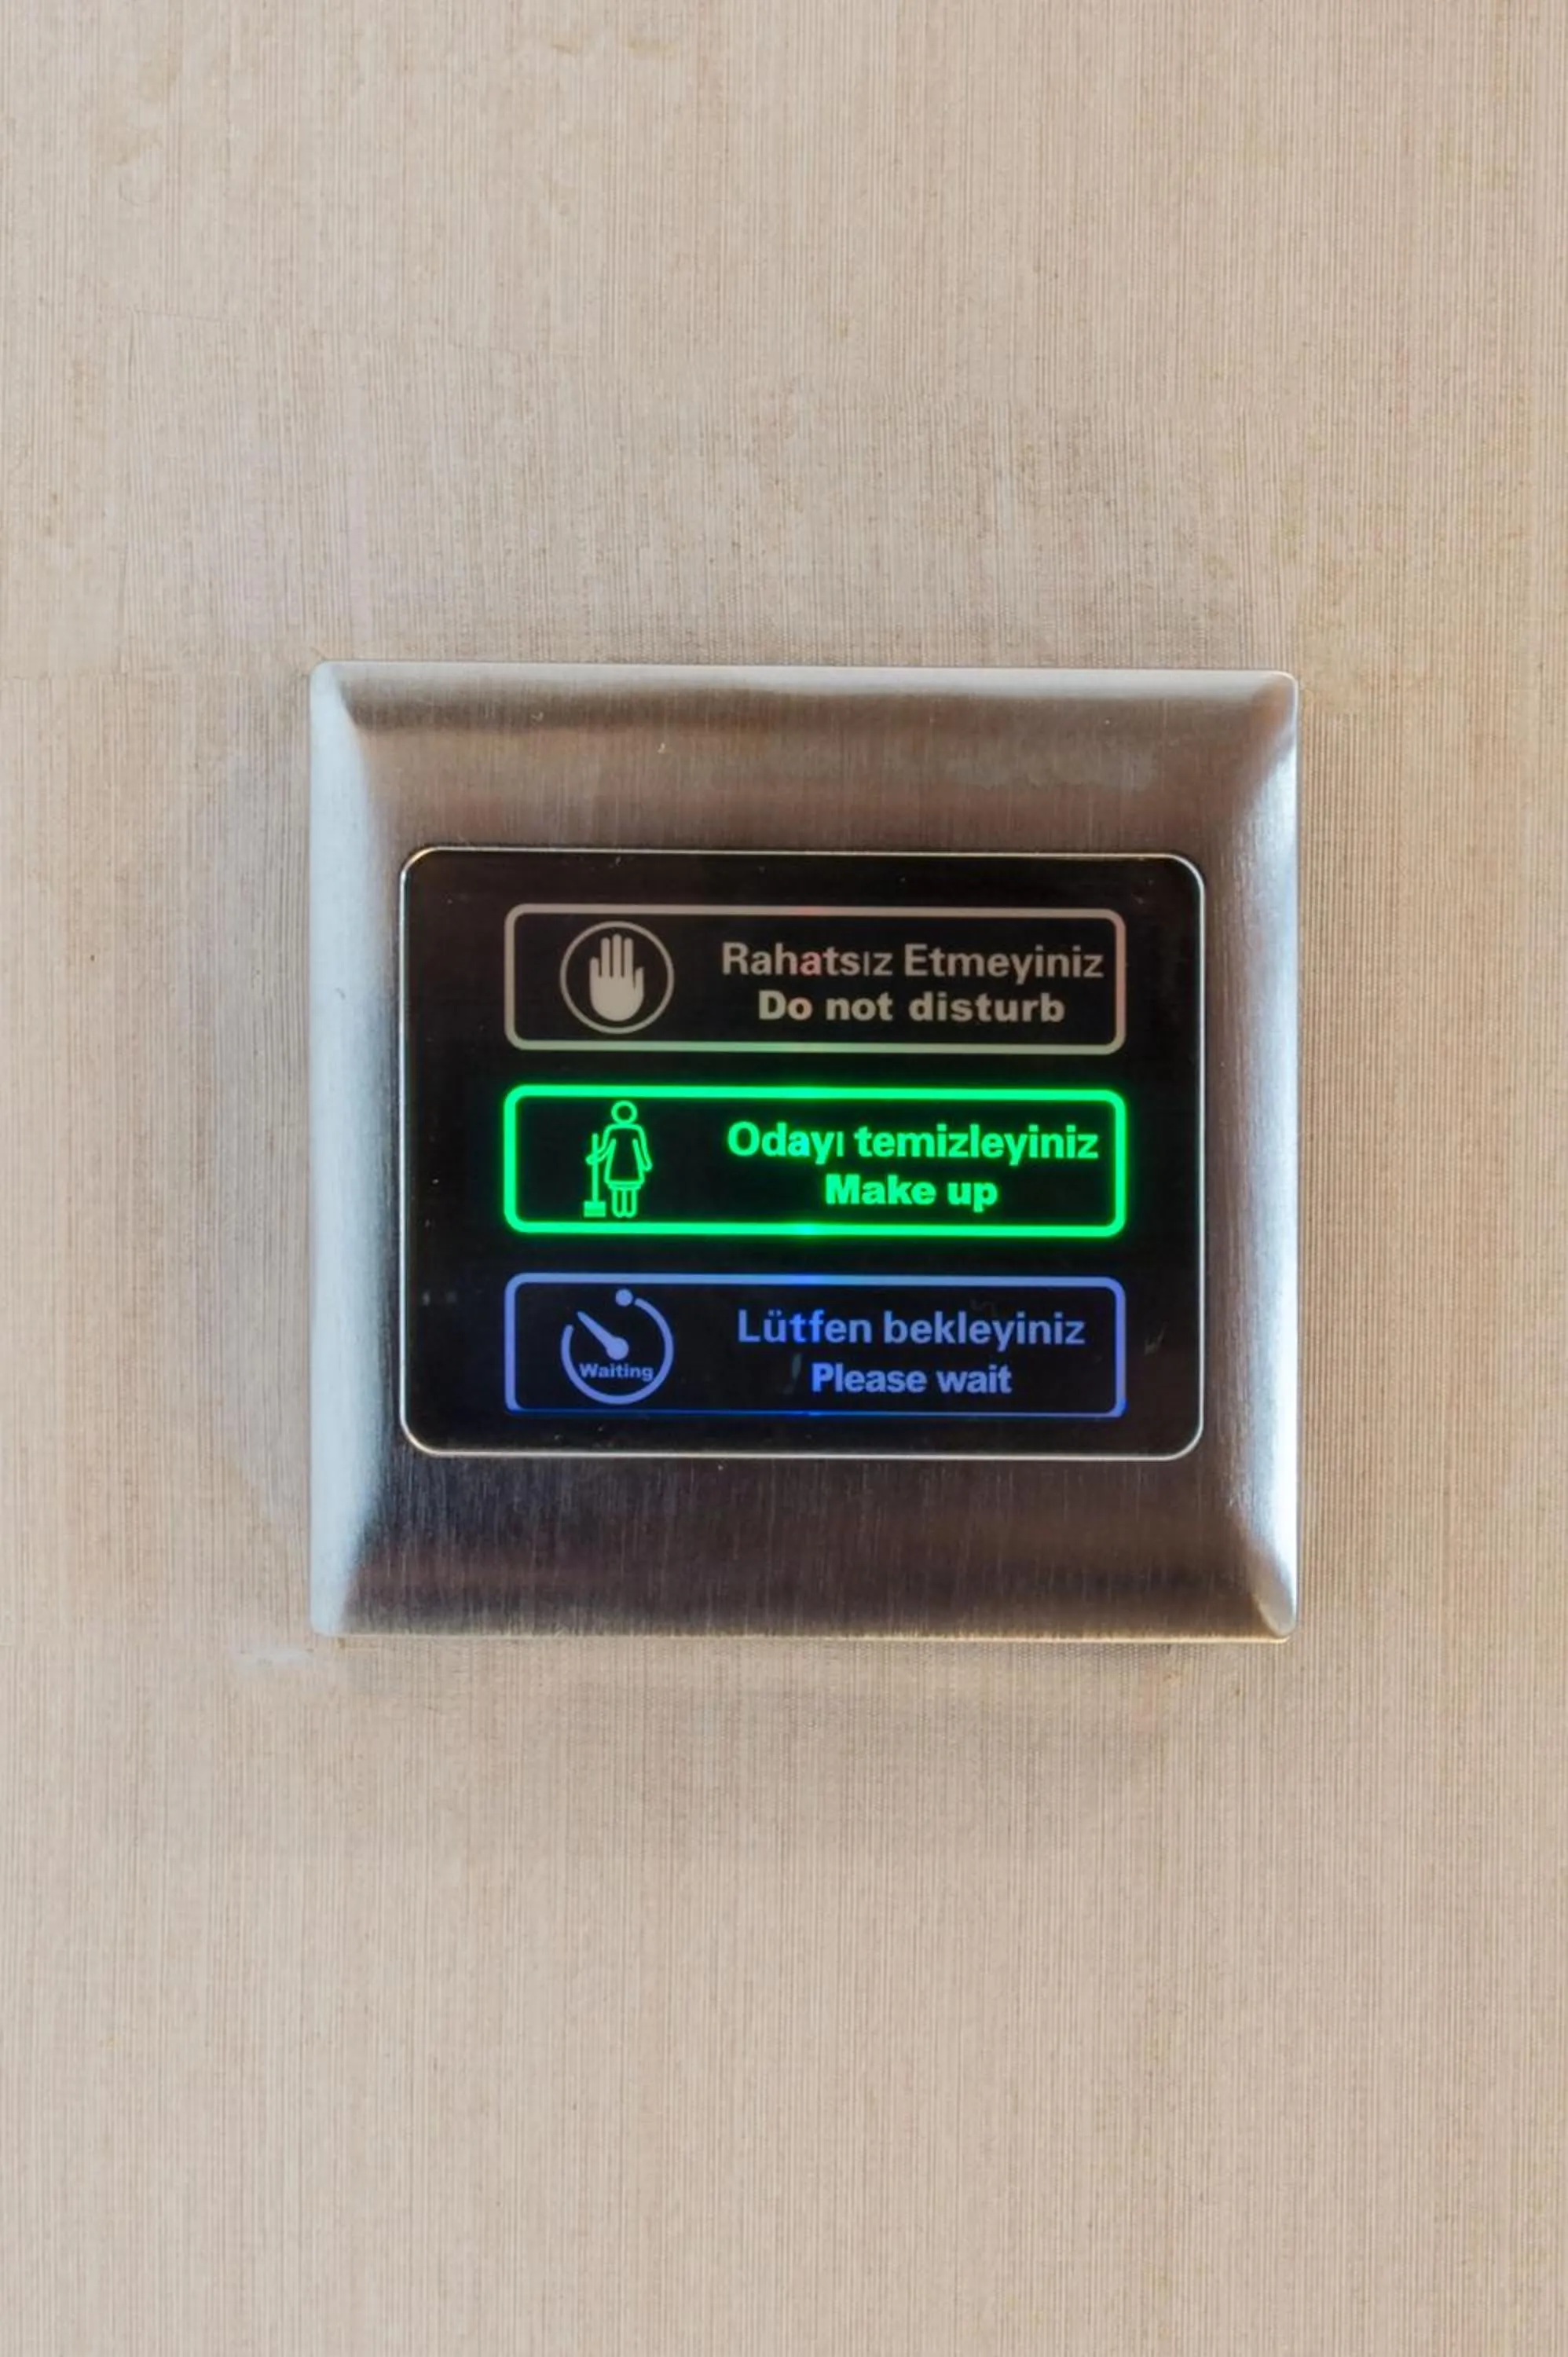 Rahatsız Etmeyiniz
Do not disturb
Odayı temizleyiniz
Make up
Waiting
Lütfen bekleyiniz
Please wait